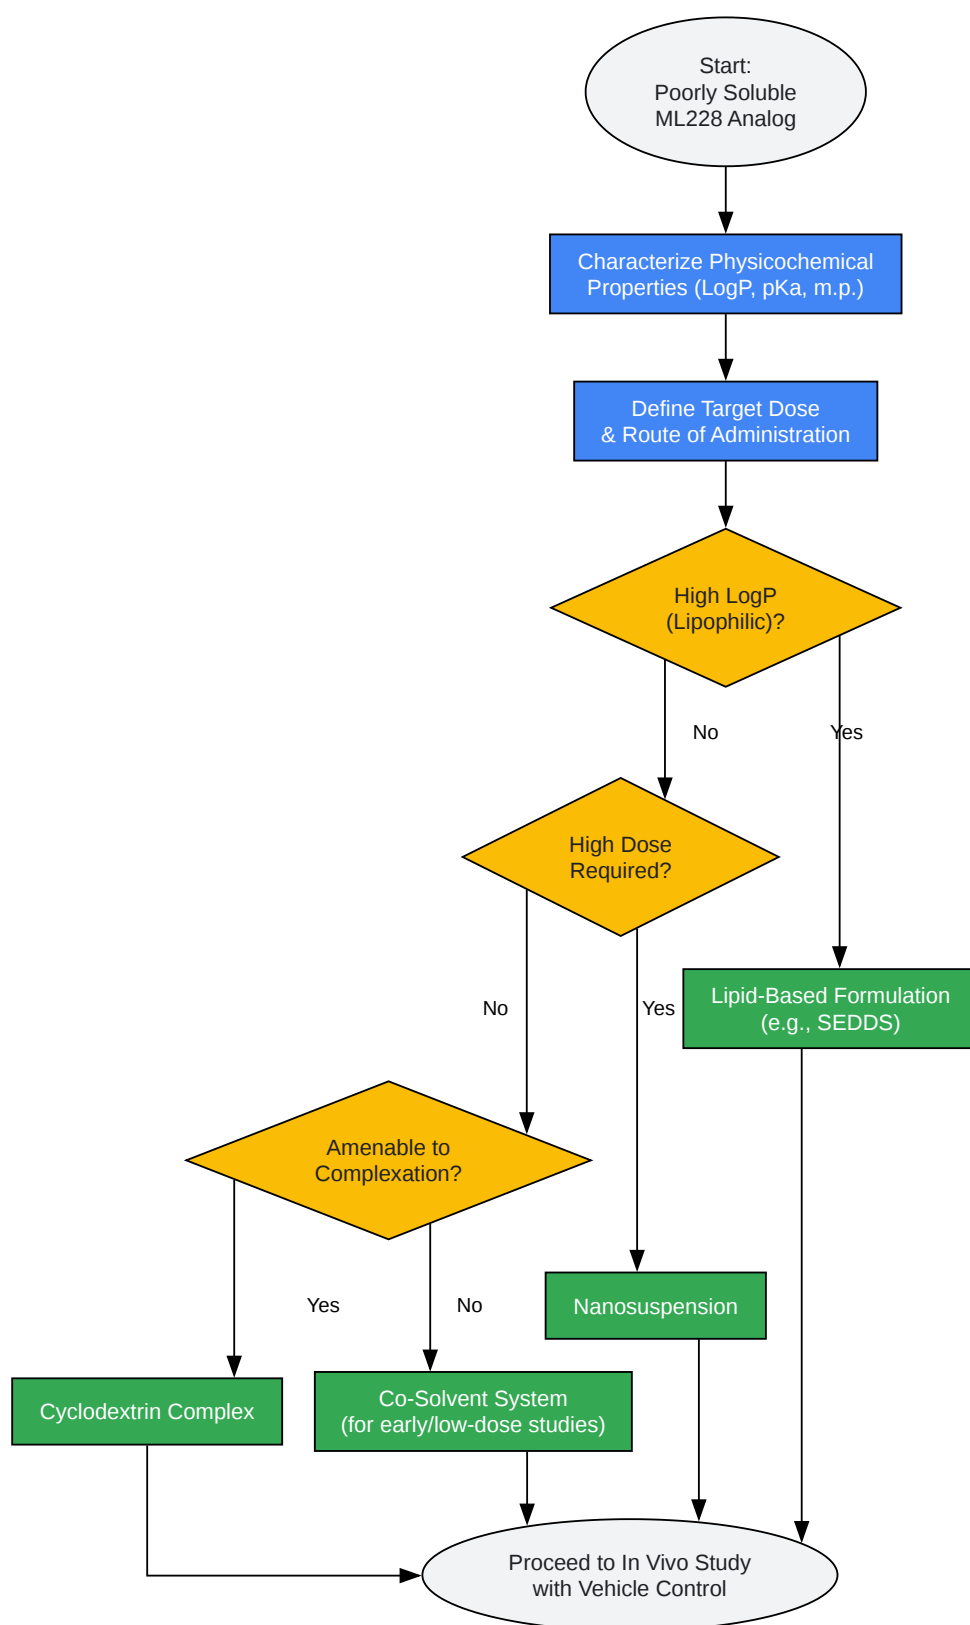 Start:
Poorly Soluble
ML228 Analog
Characterize Physicochemical
Properties (LogP, pKa, m.p.)
Define Target Dose
& Route of Administration
High LogP
(Lipophilic)?
No
Yes
High Dose
Required?
No
Yes
Lipid-Based Formulation
(e.g., SEDDS)
Amenable to
Complexation?
Yes
No
Nanosuspension
Cyclodextrin Complex
Co-Solvent System
(for early/low-dose studies)
Proceed to In Vivo Study
with Vehicle Control